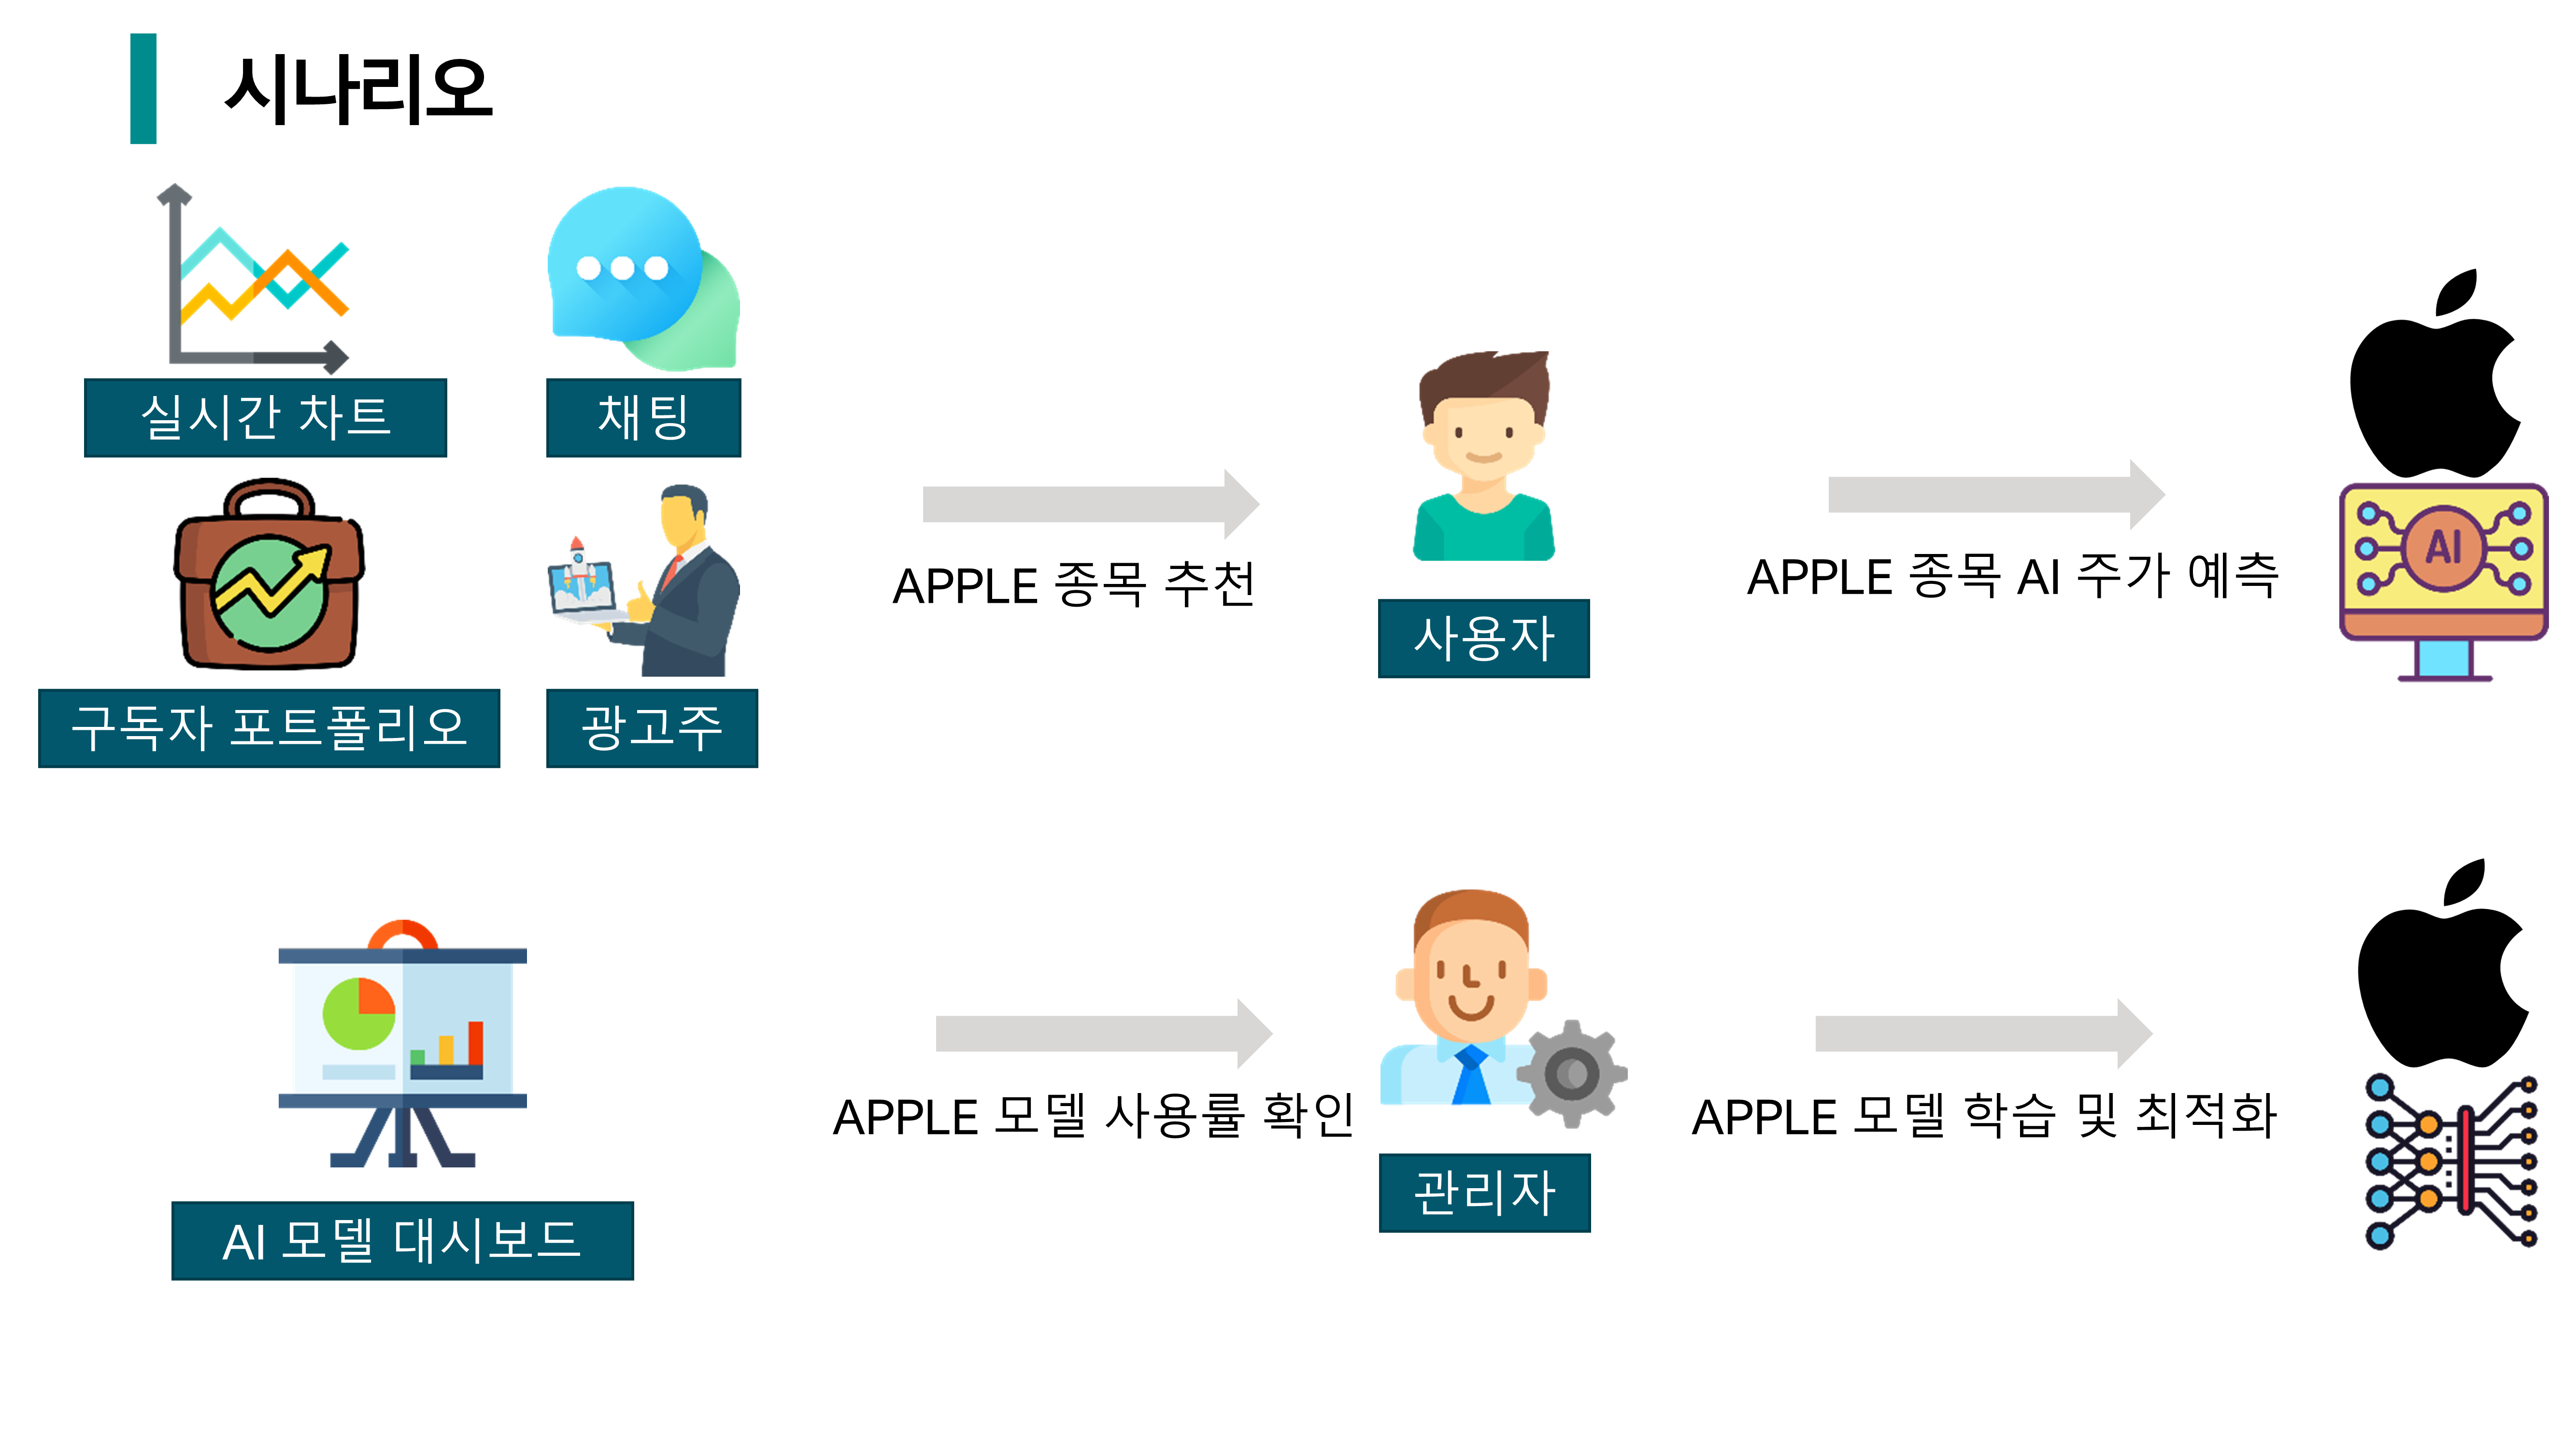 시나리오
실시간 차트
채팅
구독자 포트폴리오
광고주
APPLE 종목 추천
사용자
APPLE 종목 AI 주가 예측
AI
AI 모델 대시보드
APPLE 모델 사용률 확인
관리자
APPLE 모델 학습 및 최적화